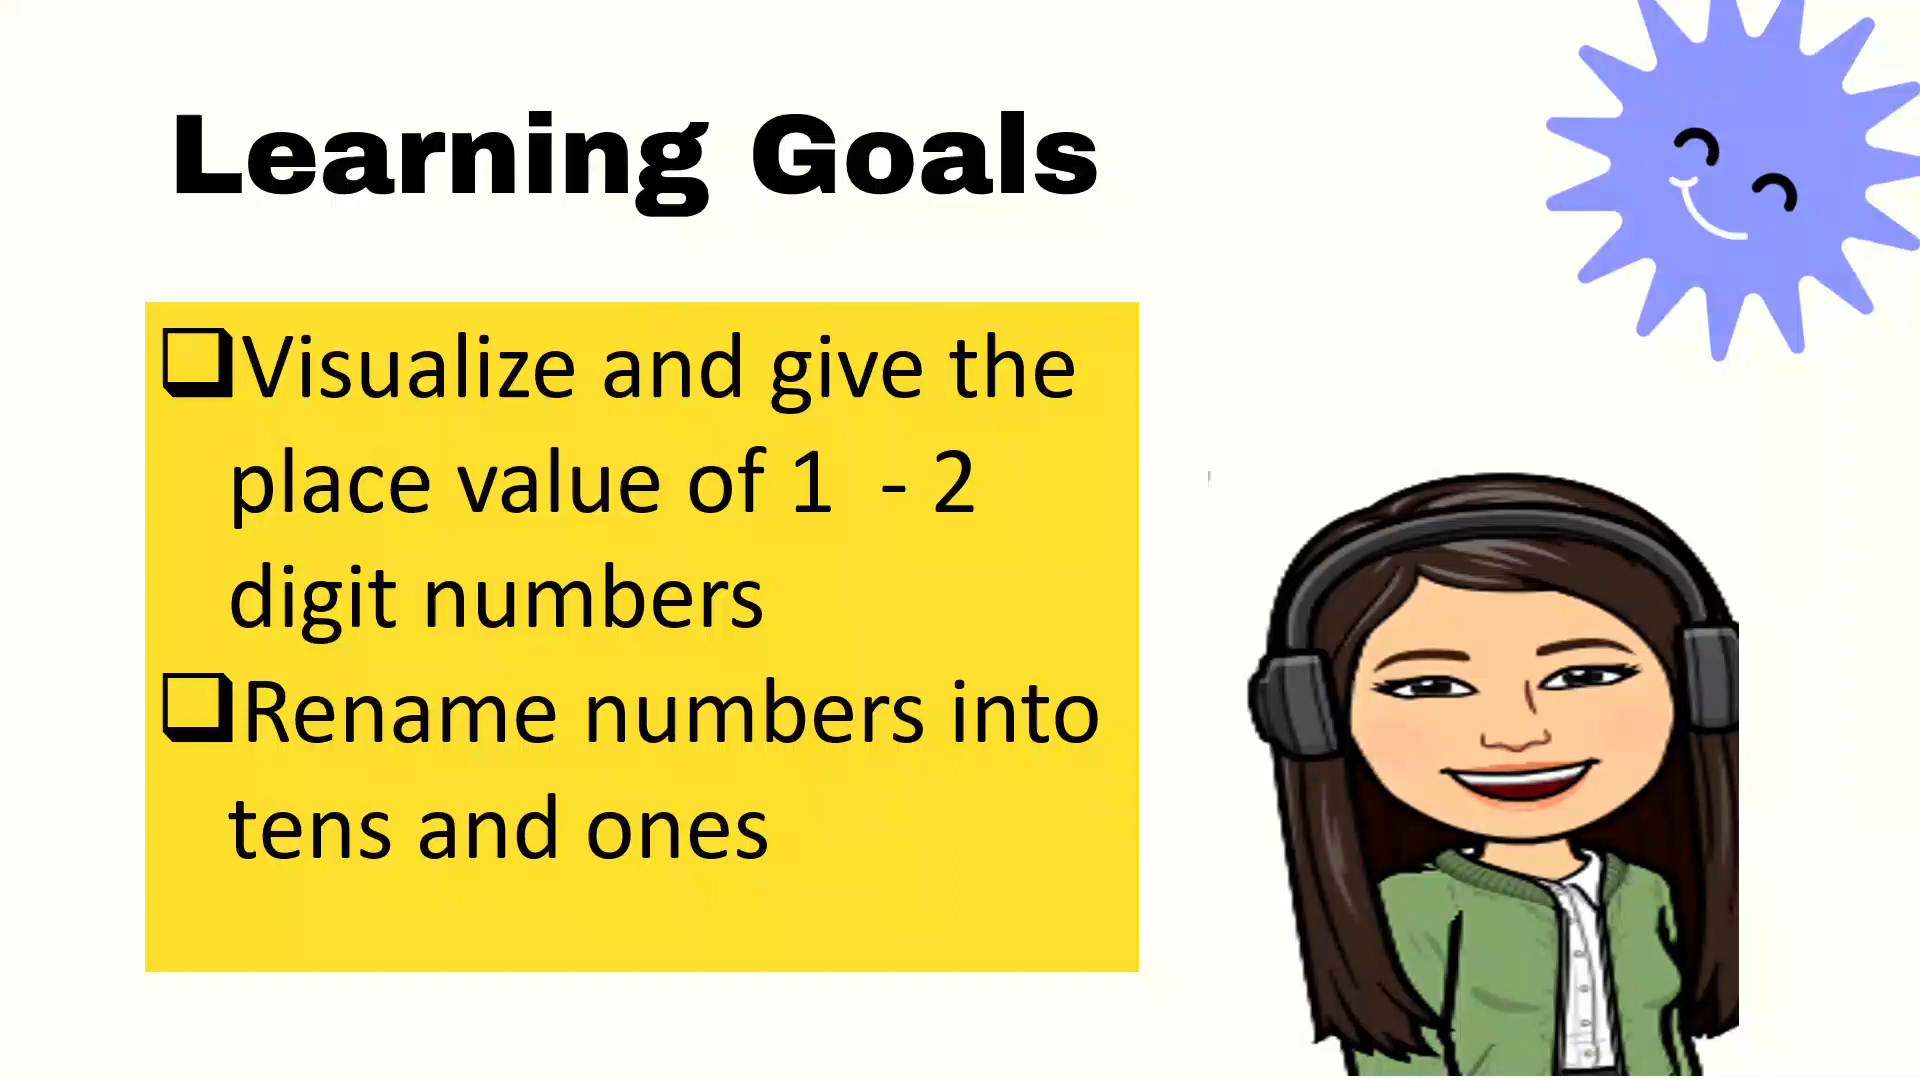 Learning Goals
Visualize and give the
place value of 1 - 2
digit numbers
Rename numbers into
tens and ones